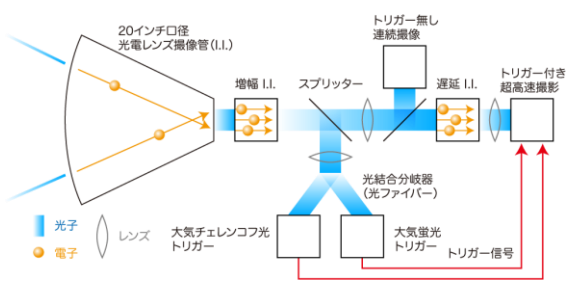 20インチ口径
光電レンズ撮像管（I.I.）
増幅 I.I.
スプリッター
トリガー無し
連続撮像
遅延 I.I.
トリガー付き
超高速撮影
光結合分岐器
（光ファイバー）
光子
電子
レンズ
大気チェレンコフ光
トリガー
大気蛍光
トリガー
トリガー信号